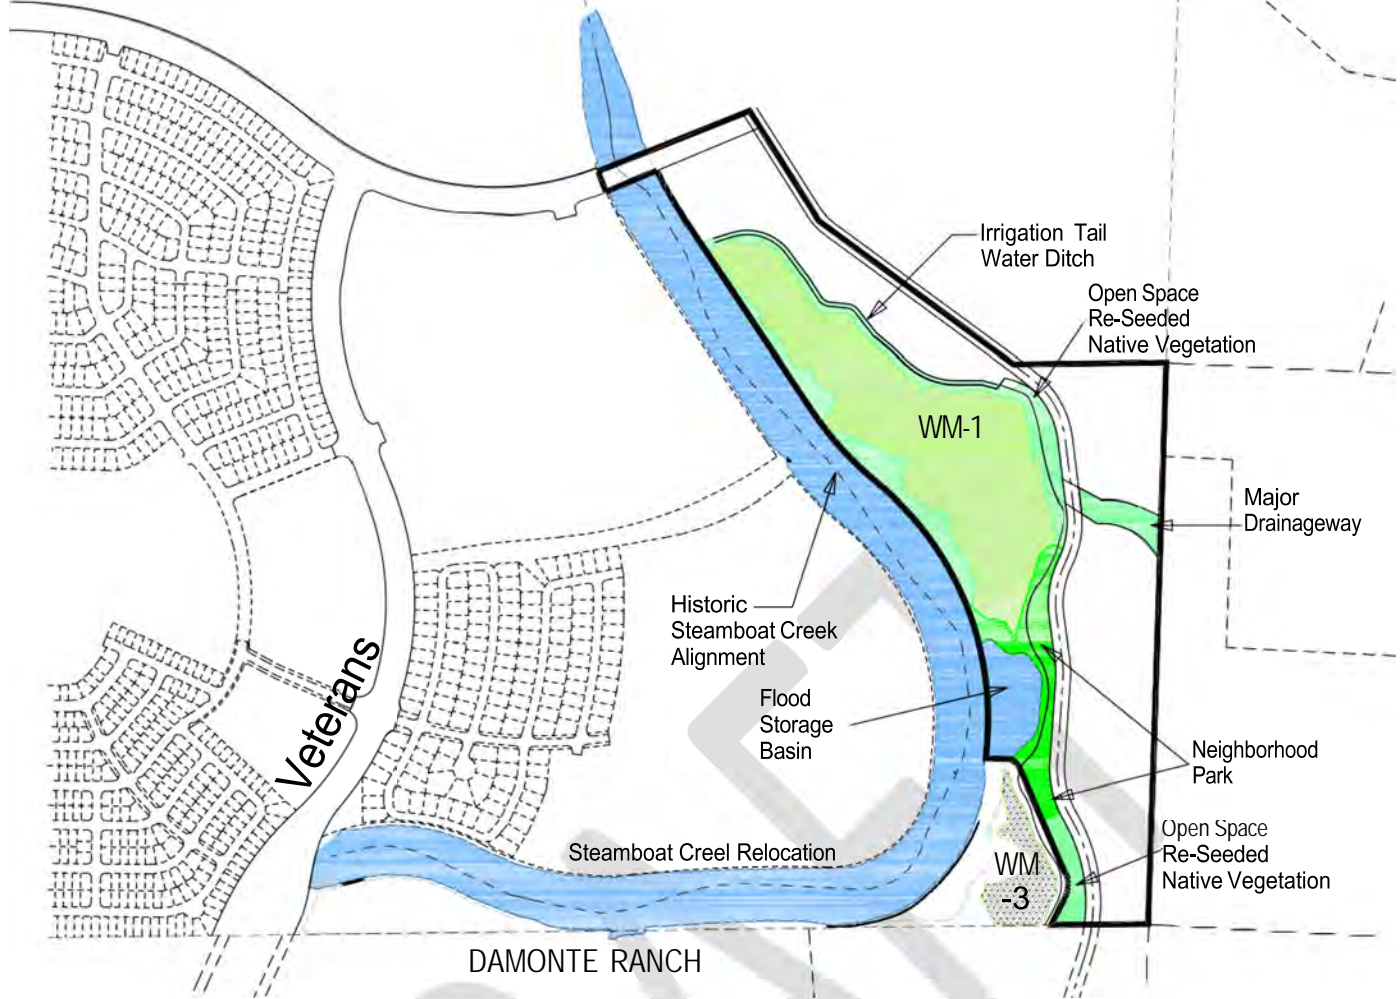 Irrigation Tail
Water Ditch
Open Space
Re-Seeded
Native Vegetation
WM-1
Major
Drainageway
Historic
Steamboat Creek
Alignment
Veterans
Flood
Storage
Basin
Neighborhood
Park
Open Space
Re-Seeded
Native Vegetation
Steamboat Creel Relocation
WM
-3
DAMONTE RANCH